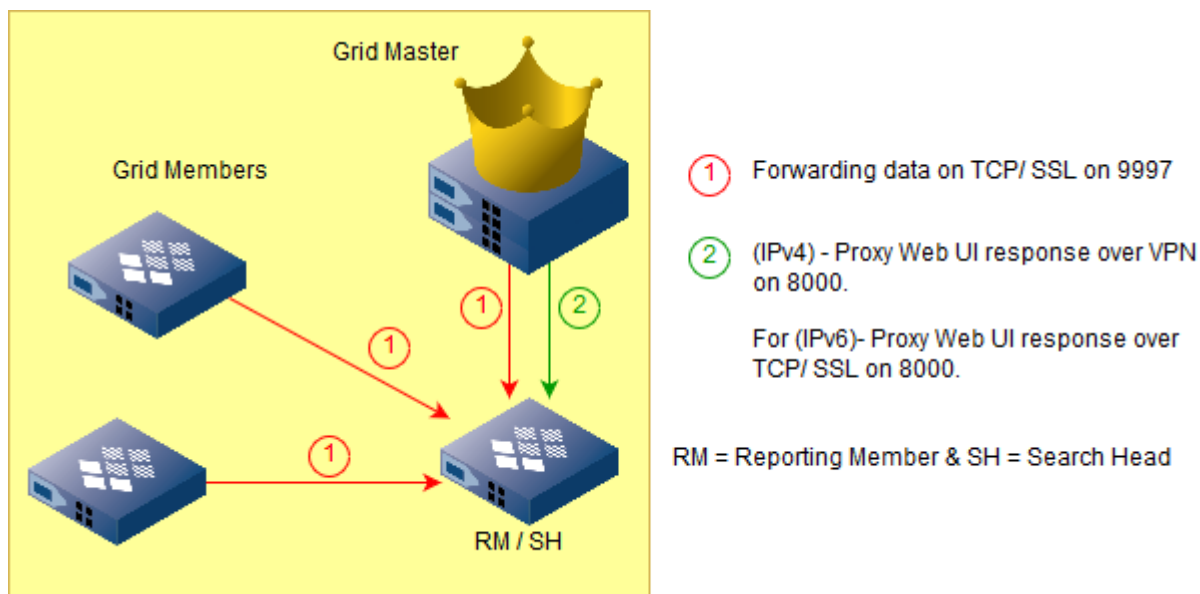 Grid Master
Grid Members
1
1
2
1
1
RM / SH
1 Forwarding data on TCP/ SSL on 9997
2 (IPv4) - Proxy Web UI response over VPN
on 8000.
For (IPv6)- Proxy Web UI response over
TCP/ SSL on 8000.
RM = Reporting Member & SH = Search Head